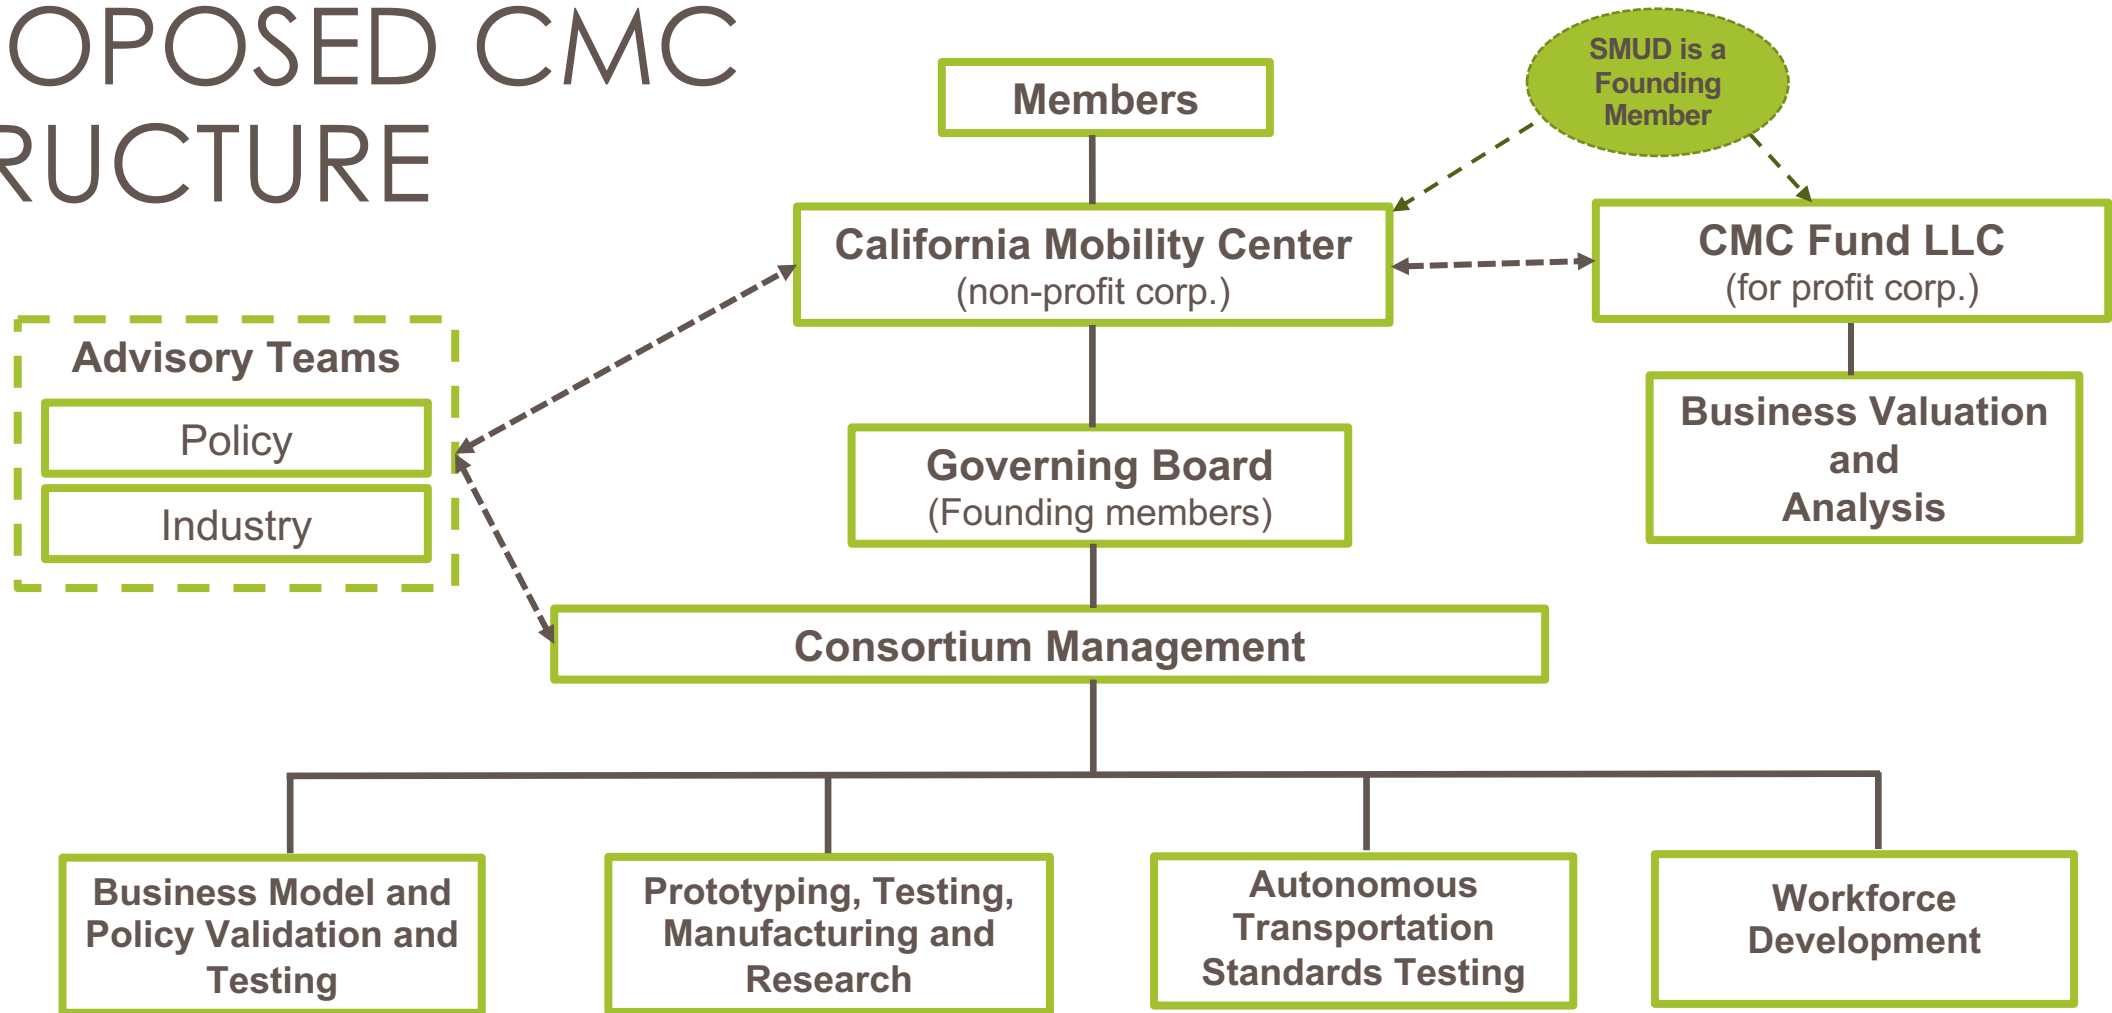 OPOSED CMC
RUCTURE
SMUD is a
Founding
Member
Members
California Mobility Center
(non-profit corp.)
CMC Fund LLC
(for profit corp.)
Advisory Teams
Policy
Industry
Governing Board
(Founding members)
Business Valuation
and
Analysis
Consortium Management
Business Model and
Policy Validation and
Testing
Prototyping, Testing,
Manufacturing and
Research
Autonomous
Transportation
Standards Testing
Workforce
Development